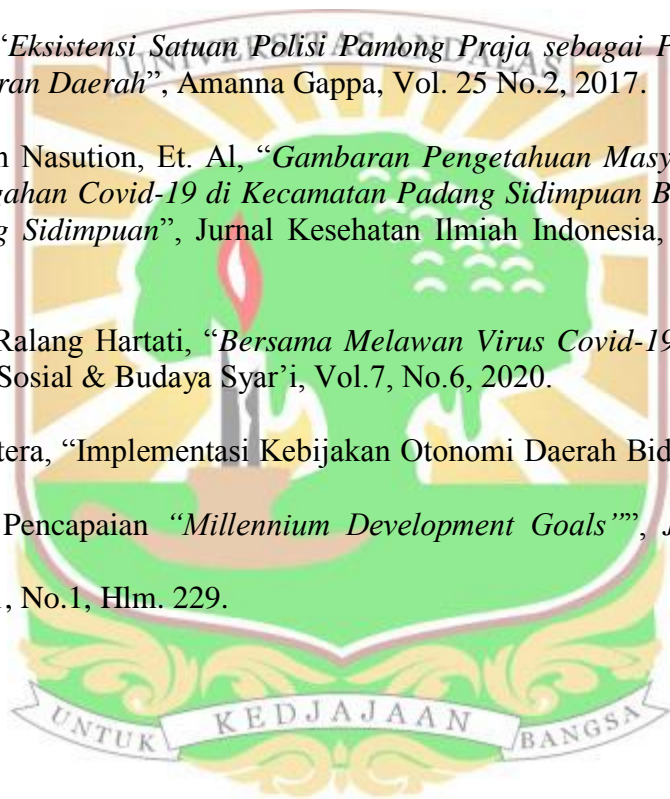 “Eksistensi Satuan Polisi Pamong Praja sebagai P
ran Daerah”, Amanna Gappa, Vol. 25 No.2, 2017.
UNIVERSITAS ANDALAS
n Nasution, Et. Al, “Gambaran Pengetahuan Masy
gahan Covid-19 di Kecamatan Padang Sidimpuan B
g Sidimpuan”, Jurnal Kesehatan Ilmiah Indonesia,
Ralang Hartati, “Bersama Melawan Virus Covid-19
Sosial & Budaya Syar’i, Vol.7, No.6, 2020.
tera, “Implementasi Kebijakan Otonomi Daerah Bid
Pencapaian “Millennium Development Goals””, J
, No.1, Hlm. 229.
UNTUK KEDJAJAAN BANGSA